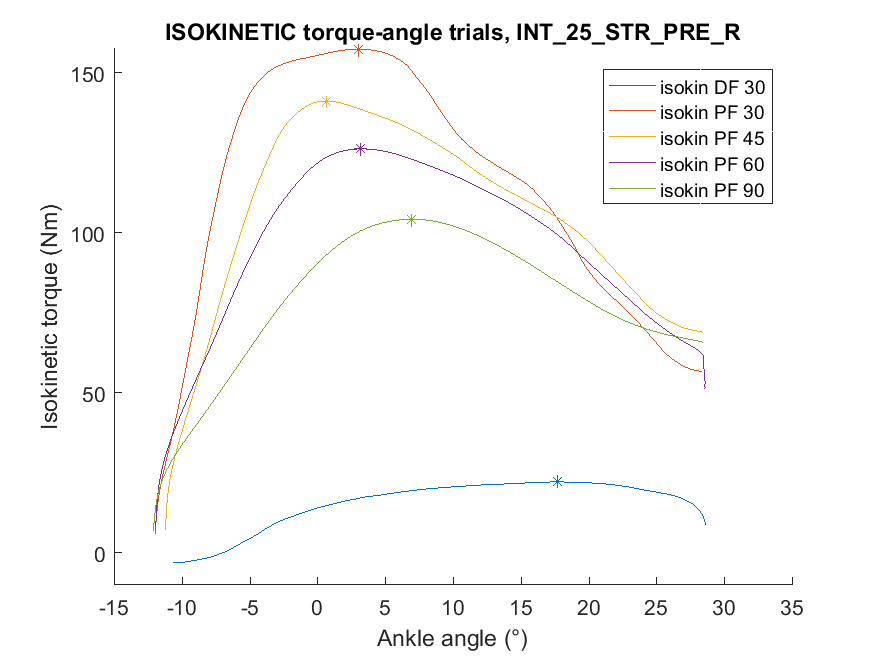 ISOKINETIC torque-angle trials, INT_25_STR_PRE_R
isokin DF 30
isokin PF 30
isokin PF 45
isokin PF 60
isokin PF 90
Isokinetic torque (Nm)
150
100
50
0
-15 -10 -5 0 5 10 15 20 25 30 35
Ankle angle (°)